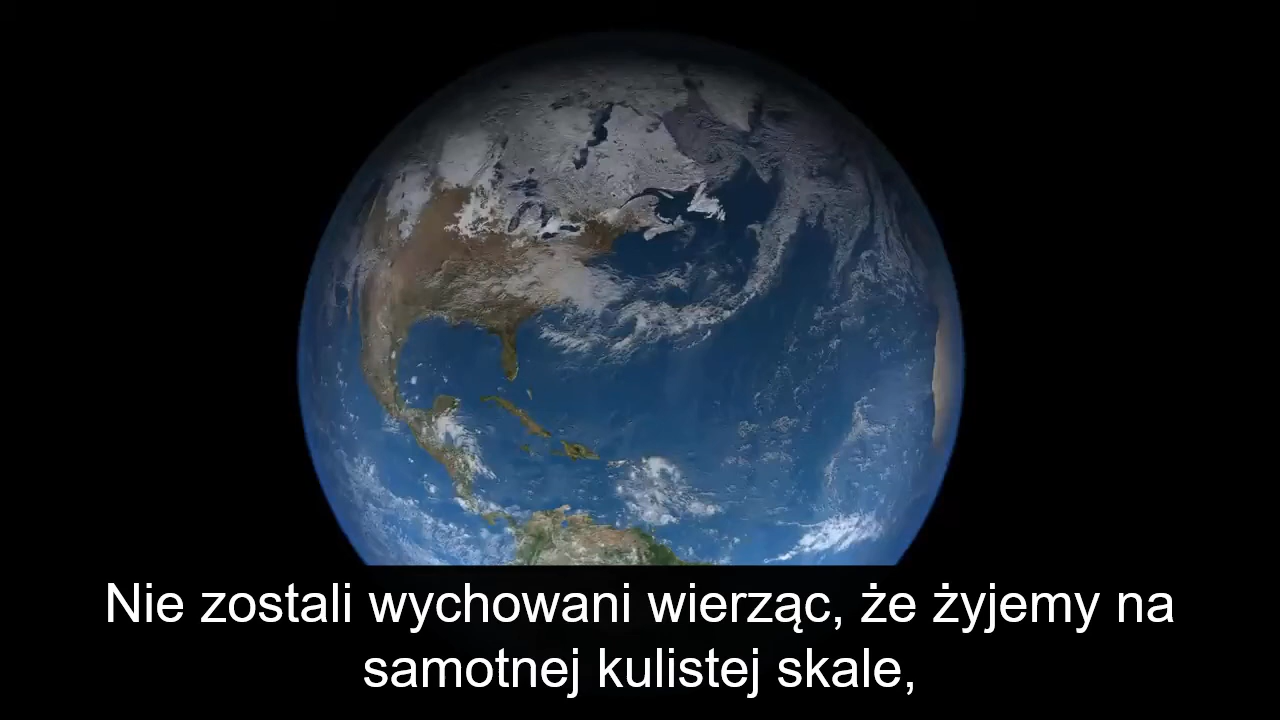 Nie zostali wychowani wierząc, że żyjemy na
samotnej kulistej skale,